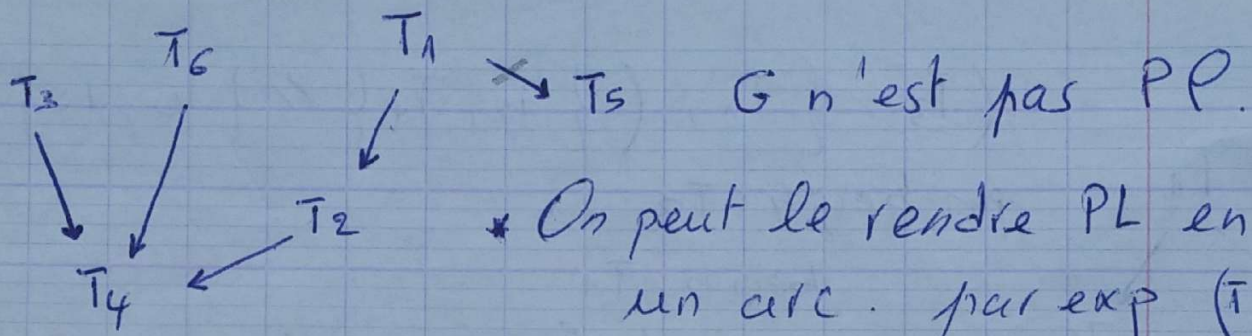 T1
T6
T3
T5 G n'est pas PP.
T2 * On peut le rendre PL en
T4 un arc. par exp (T